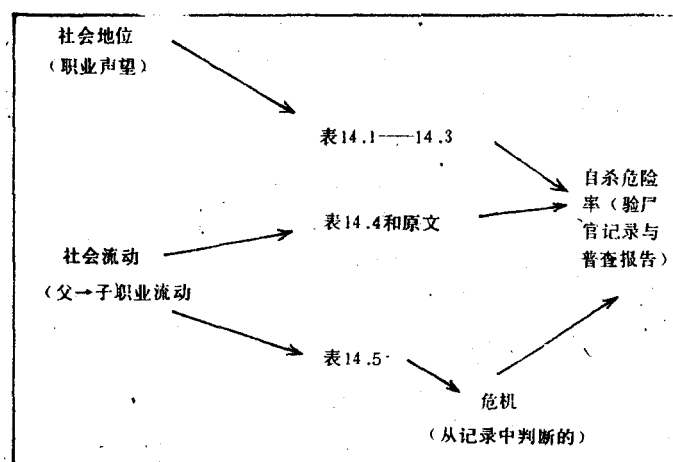 社会地位
（职业声望）
表14.1——14.3
自杀危险
率（验尸
官记录与
普查报告）
表14.4和原文
社会流动
（父→子职业流动
表14.5
危机
（从记录中判断的）